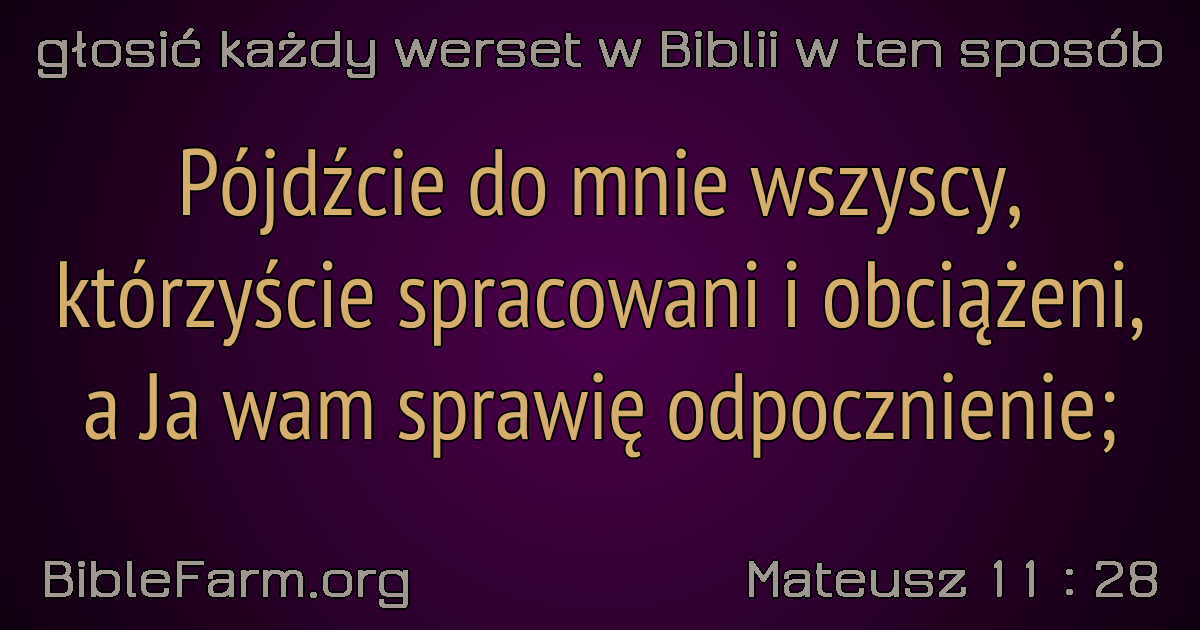 głosić każdy werset w Biblii w ten sposób
Pójdźcie do mnie wszyscy,
którzyście spracowani i obciążeni,
a Ja wam sprawię odpocznienie;
BibleFarm.org
Mateusz 11 : 28